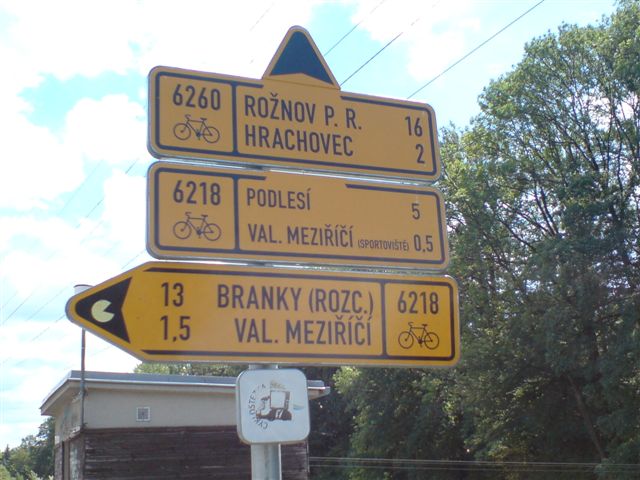 6260 ROŽNOV P. R. 16
HRACHOVEC 2
6218 PODLESÍ 5
VAL. MEZIŘÍČÍ (SPORTOVIŠTĚ) 0,5
13 BRANKY (ROZC.) 6218
1,5 VAL. MEZIŘÍČÍ